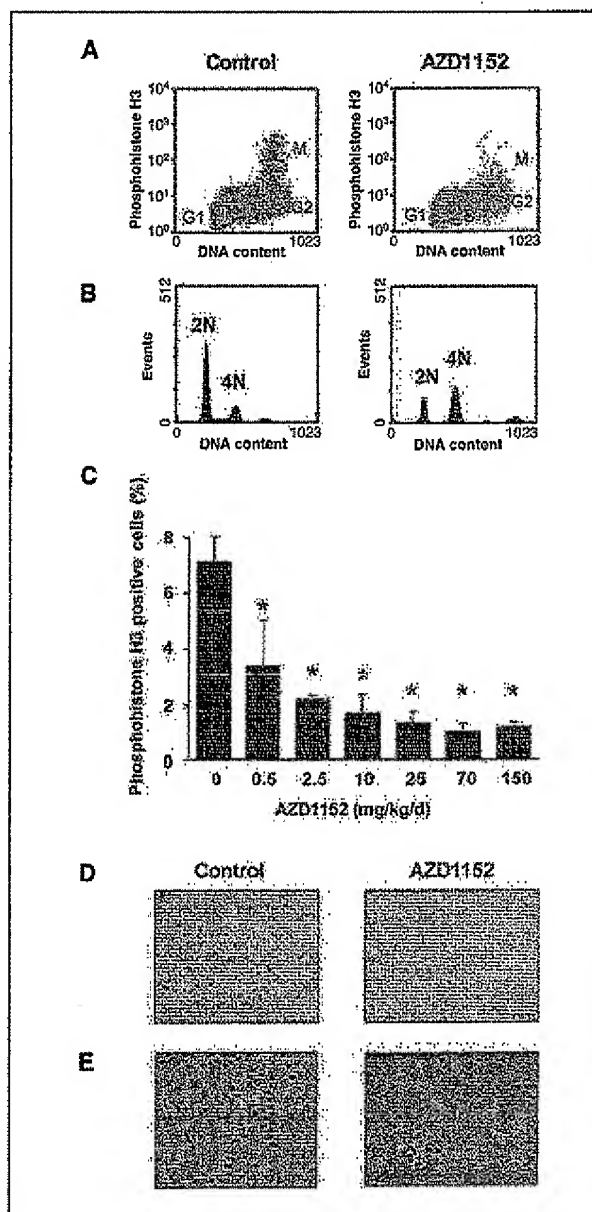 A
Control AZD1152
Phosphohistone H3 Phosphohistone H3
10⁴ 10⁴
10³ 10³
10² M 10² M
10¹ 10¹
10⁰ G1 G2 10⁰ G1 G2
0 1023 0 1023
DNA content DNA content
B
512 512
Events Events
2N 4N 2N 4N
0 0
0 1023 0 1023
DNA content DNA content
C
Phosphohistone H3 positive cells (%)
8
6
4
2
0
* * * * * *
0 0.5 2.5 10 25 70 150
AZD1152 (mg/kg/d)
D
Control AZD1152
E